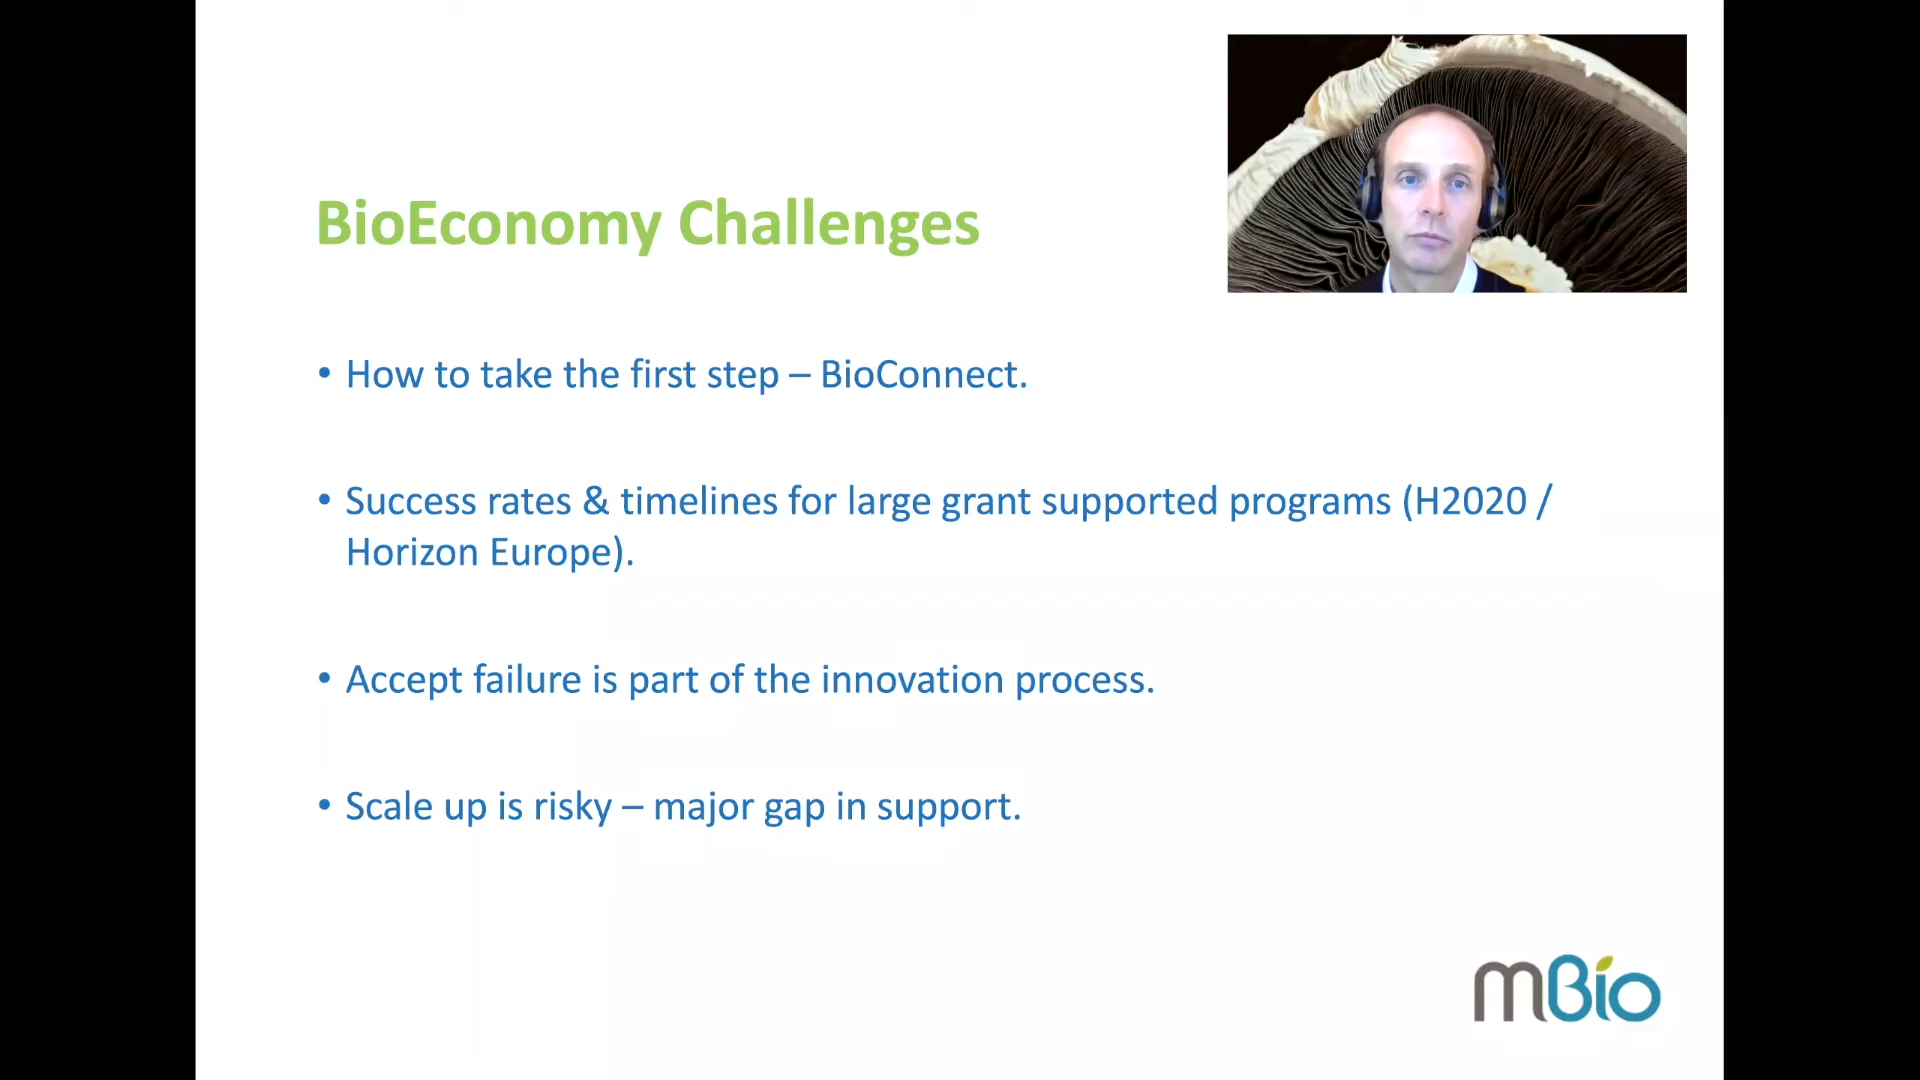 BioEconomy Challenges
• How to take the first step – BioConnect.
• Success rates & timelines for large grant supported programs (H2020 /
Horizon Europe).
• Accept failure is part of the innovation process.
• Scale up is risky – major gap in support.
mBio